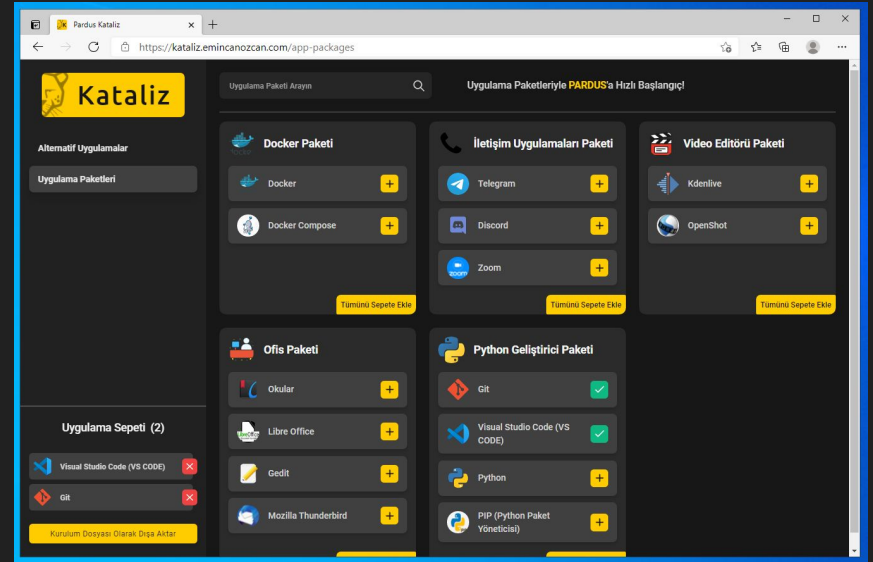 Pardus Kataliz
https://kataliz.emincanozcan.com/app-packages
Kataliz
Uygulama Paketi Arayın
Uygulama Paketleriyle PARDUS'a Hızlı Başlangıç!
Alternatif Uygulamalar
Uygulama Paketleri
Docker Paketi
Docker
Docker Compose
Tümünü Sepete Ekle
İletişim Uygulamaları Paketi
Telegram
Discord
zoom
Zoom
Tümünü Sepete Ekle
Video Editörü Paketi
Kdenlive
OpenShot
Tümünü Sepete Ekle
Ofis Paketi
Okular
Libre Office
Gedit
Mozilla Thunderbird
Python Geliştirici Paketi
Git
Visual Studio Code (VS
CODE)
Python
PIP (Python Paket
Yöneticisi)
Uygulama Sepeti (2)
Visual Studio Code (VS CODE)
Git
Kurulum Dosyası Olarak Dışa Aktar